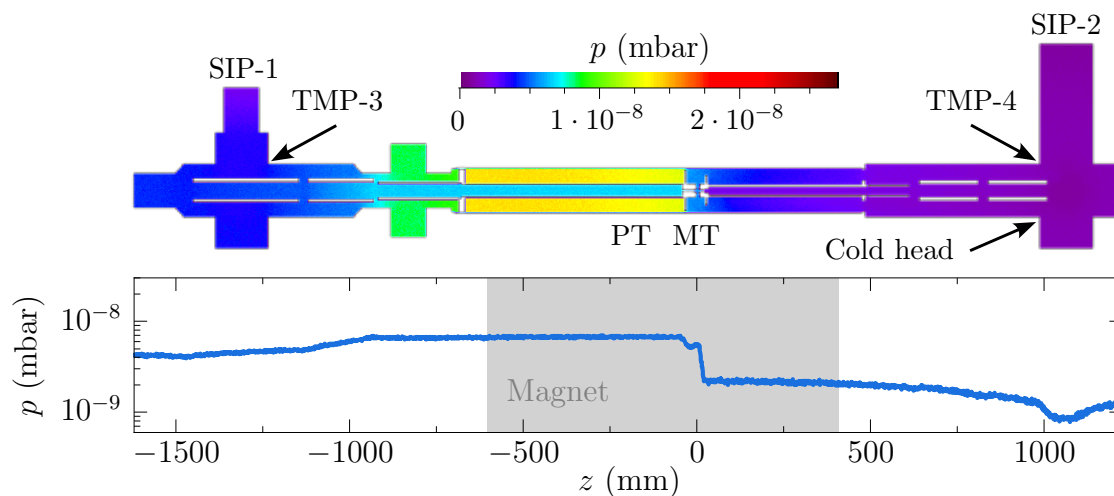 SIP-2
p (mbar)
SIP-1
TMP-3
TMP-4
0
1 · 10⁻⁸
2 · 10⁻⁸
PT
MT
Cold head
10⁻⁸
10⁻⁹
p (mbar)
Magnet
−1500
−1000
−500
0
500
1000
z (mm)